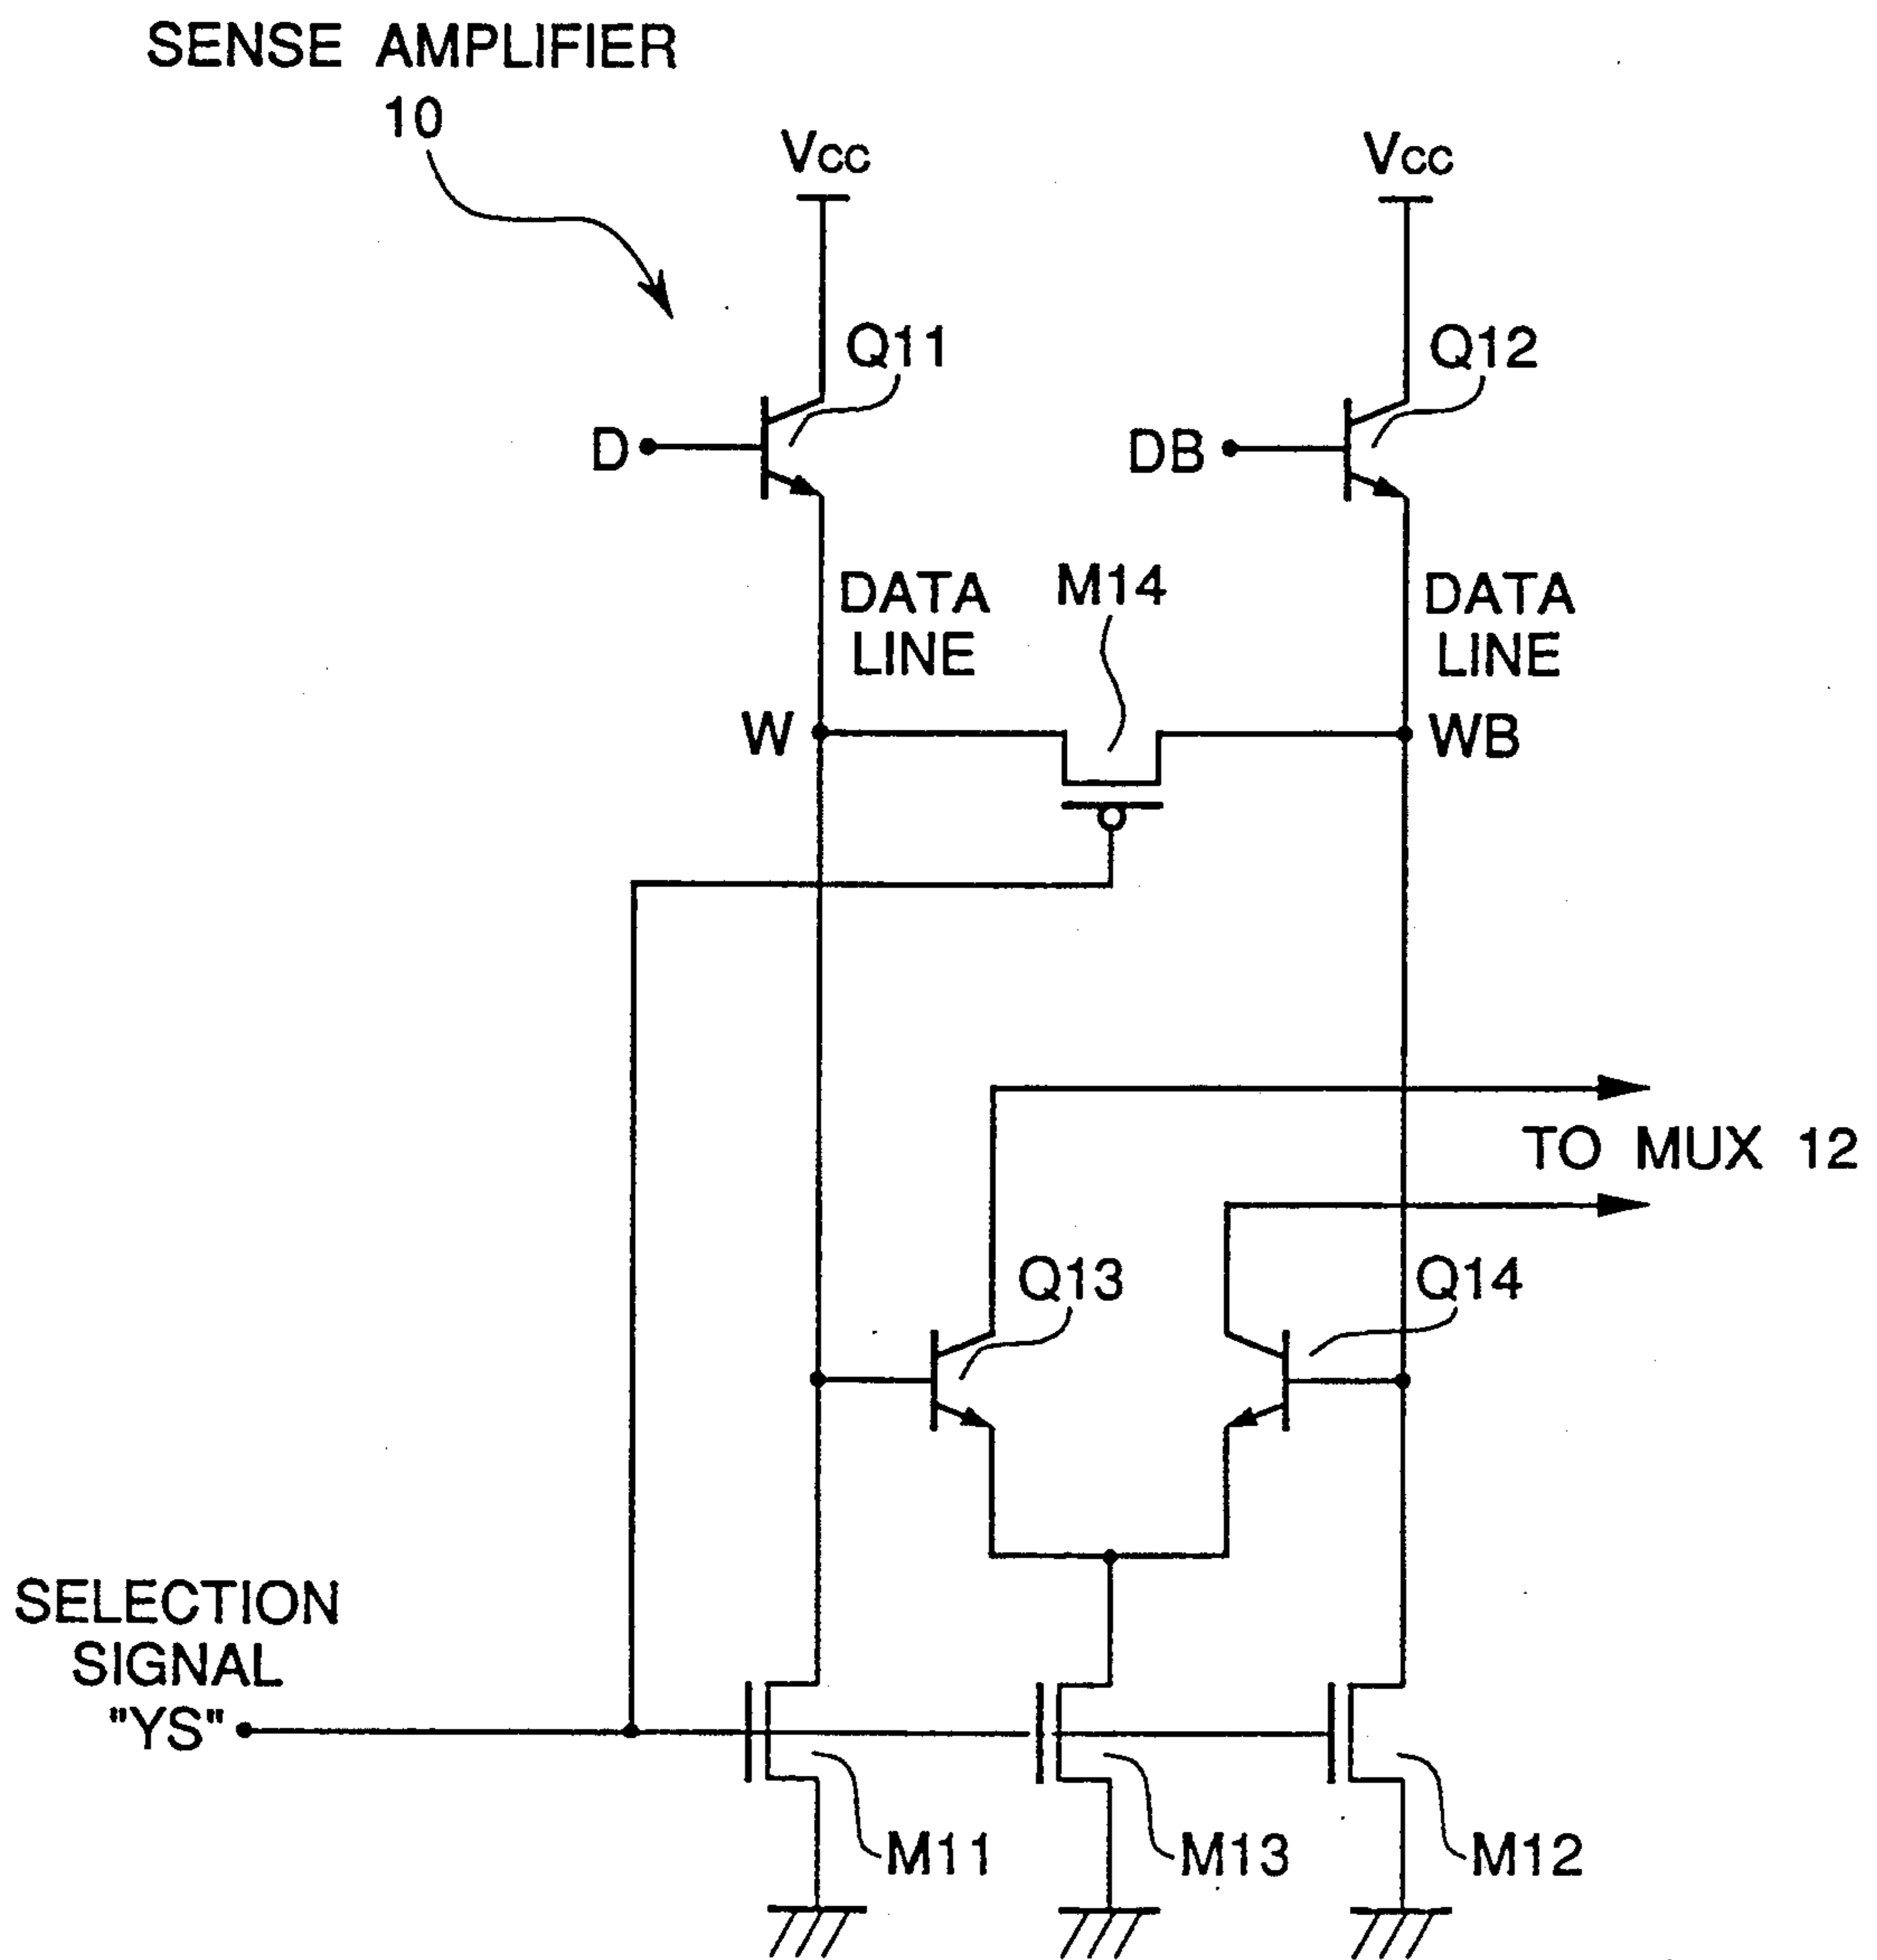 SENSE AMPLIFIER
10
Vcc
Vcc
Q11
Q12
D
DB
DATA
LINE
M14
DATA
LINE
W
WB
TO MUX 12
Q13
Q14
SELECTION
SIGNAL
"YS"
M11
M13
M12